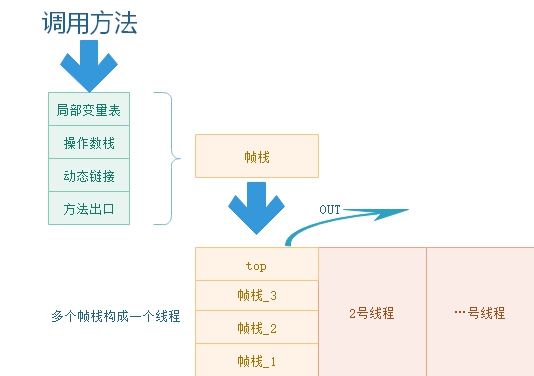 调用方法
局部变量表
操作数栈
动态链接
方法出口
帧栈
OUT
top
帧栈_3
帧栈_2
帧栈_1
2号线程
…号线程
多个帧栈构成一个线程